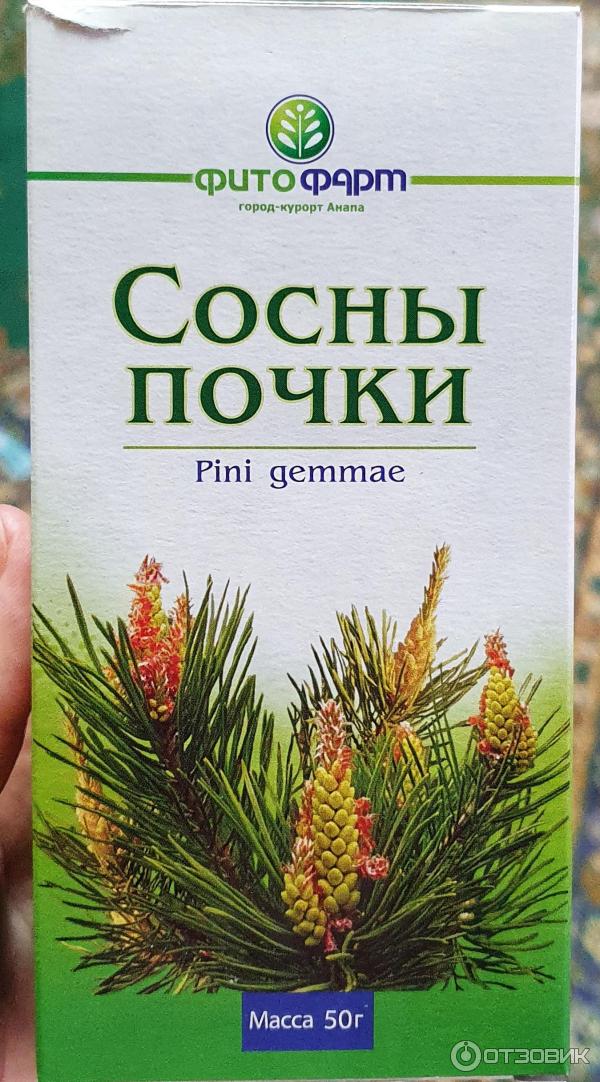 ФИТОФАРМ
город-курорт Анапа
Сосны
почки
Pini gemmae
Масса 50г
ОТЗОВИК